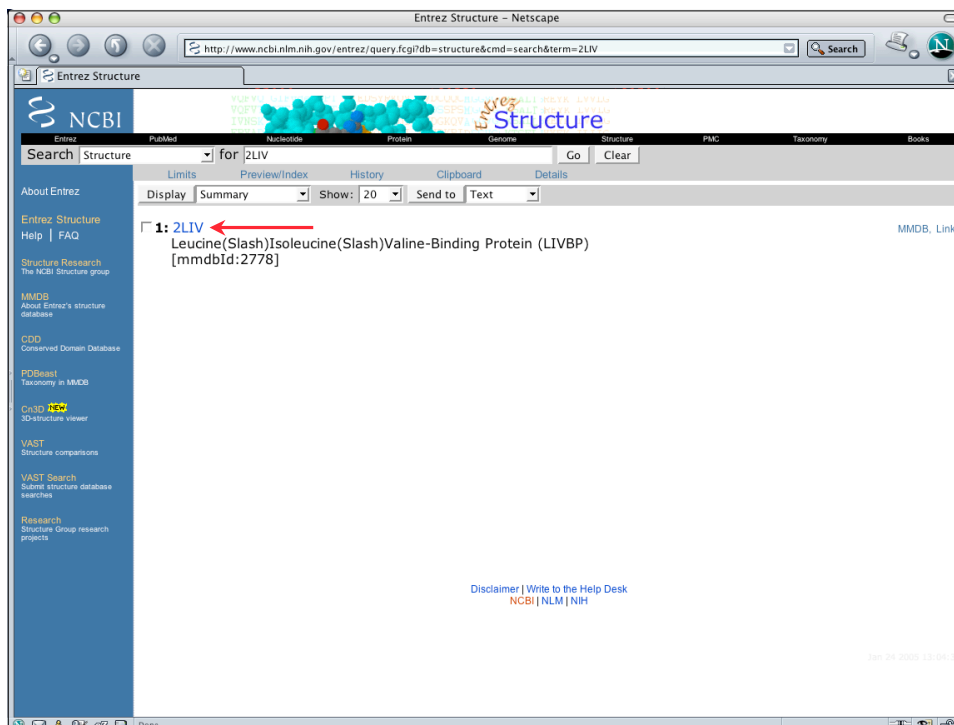 Entrez Structure - Netscape
http://www.ncbi.nlm.nih.gov/entrez/query.fcgi?db=structure&cmd=search&term=2LIV
Search
N
Entrez Structure
NCBI
Entrez
Structure
Entrez PubMed Nucleotide Protein Genome Structure PMC Taxonomy Books
Search Structure for 2LIV Go Clear
Limits Preview/Index History Clipboard Details
Display Summary Show: 20 Send to Text
About Entrez
Entrez Structure
Help | FAQ
Structure Research
The NCBI Structure group
MMDB
About Entrez's structure
database
CDD
Conserved Domain Database
PDBeast
Taxonomy in MMDB
Cn3D NEW
3D-structure viewer
VAST
Structure comparisons
VAST Search
Submit structure database
searches
Research
Structure Group research
projects
1: 2LIV
MMDB, Link
Leucine(Slash)Isoleucine(Slash)Valine-Binding Protein (LIVBP)
[mmdbId:2778]
Disclaimer | Write to the Help Desk
NCBI | NLM | NIH